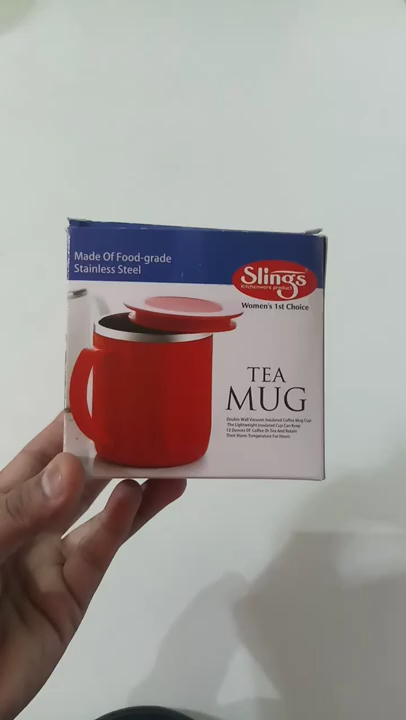 Made Of Food-grade
Stainless Steel
Slings
Kitchenware product
Women's 1st Choice
TEA
MUG
Double Wall Vacuum Insulated Coffee Mug Cup
The Lightweight Insulated Cup Can Keep
12 Ounces Of Coffee Or Tea And Retain
Their Warm Temperature For Hours